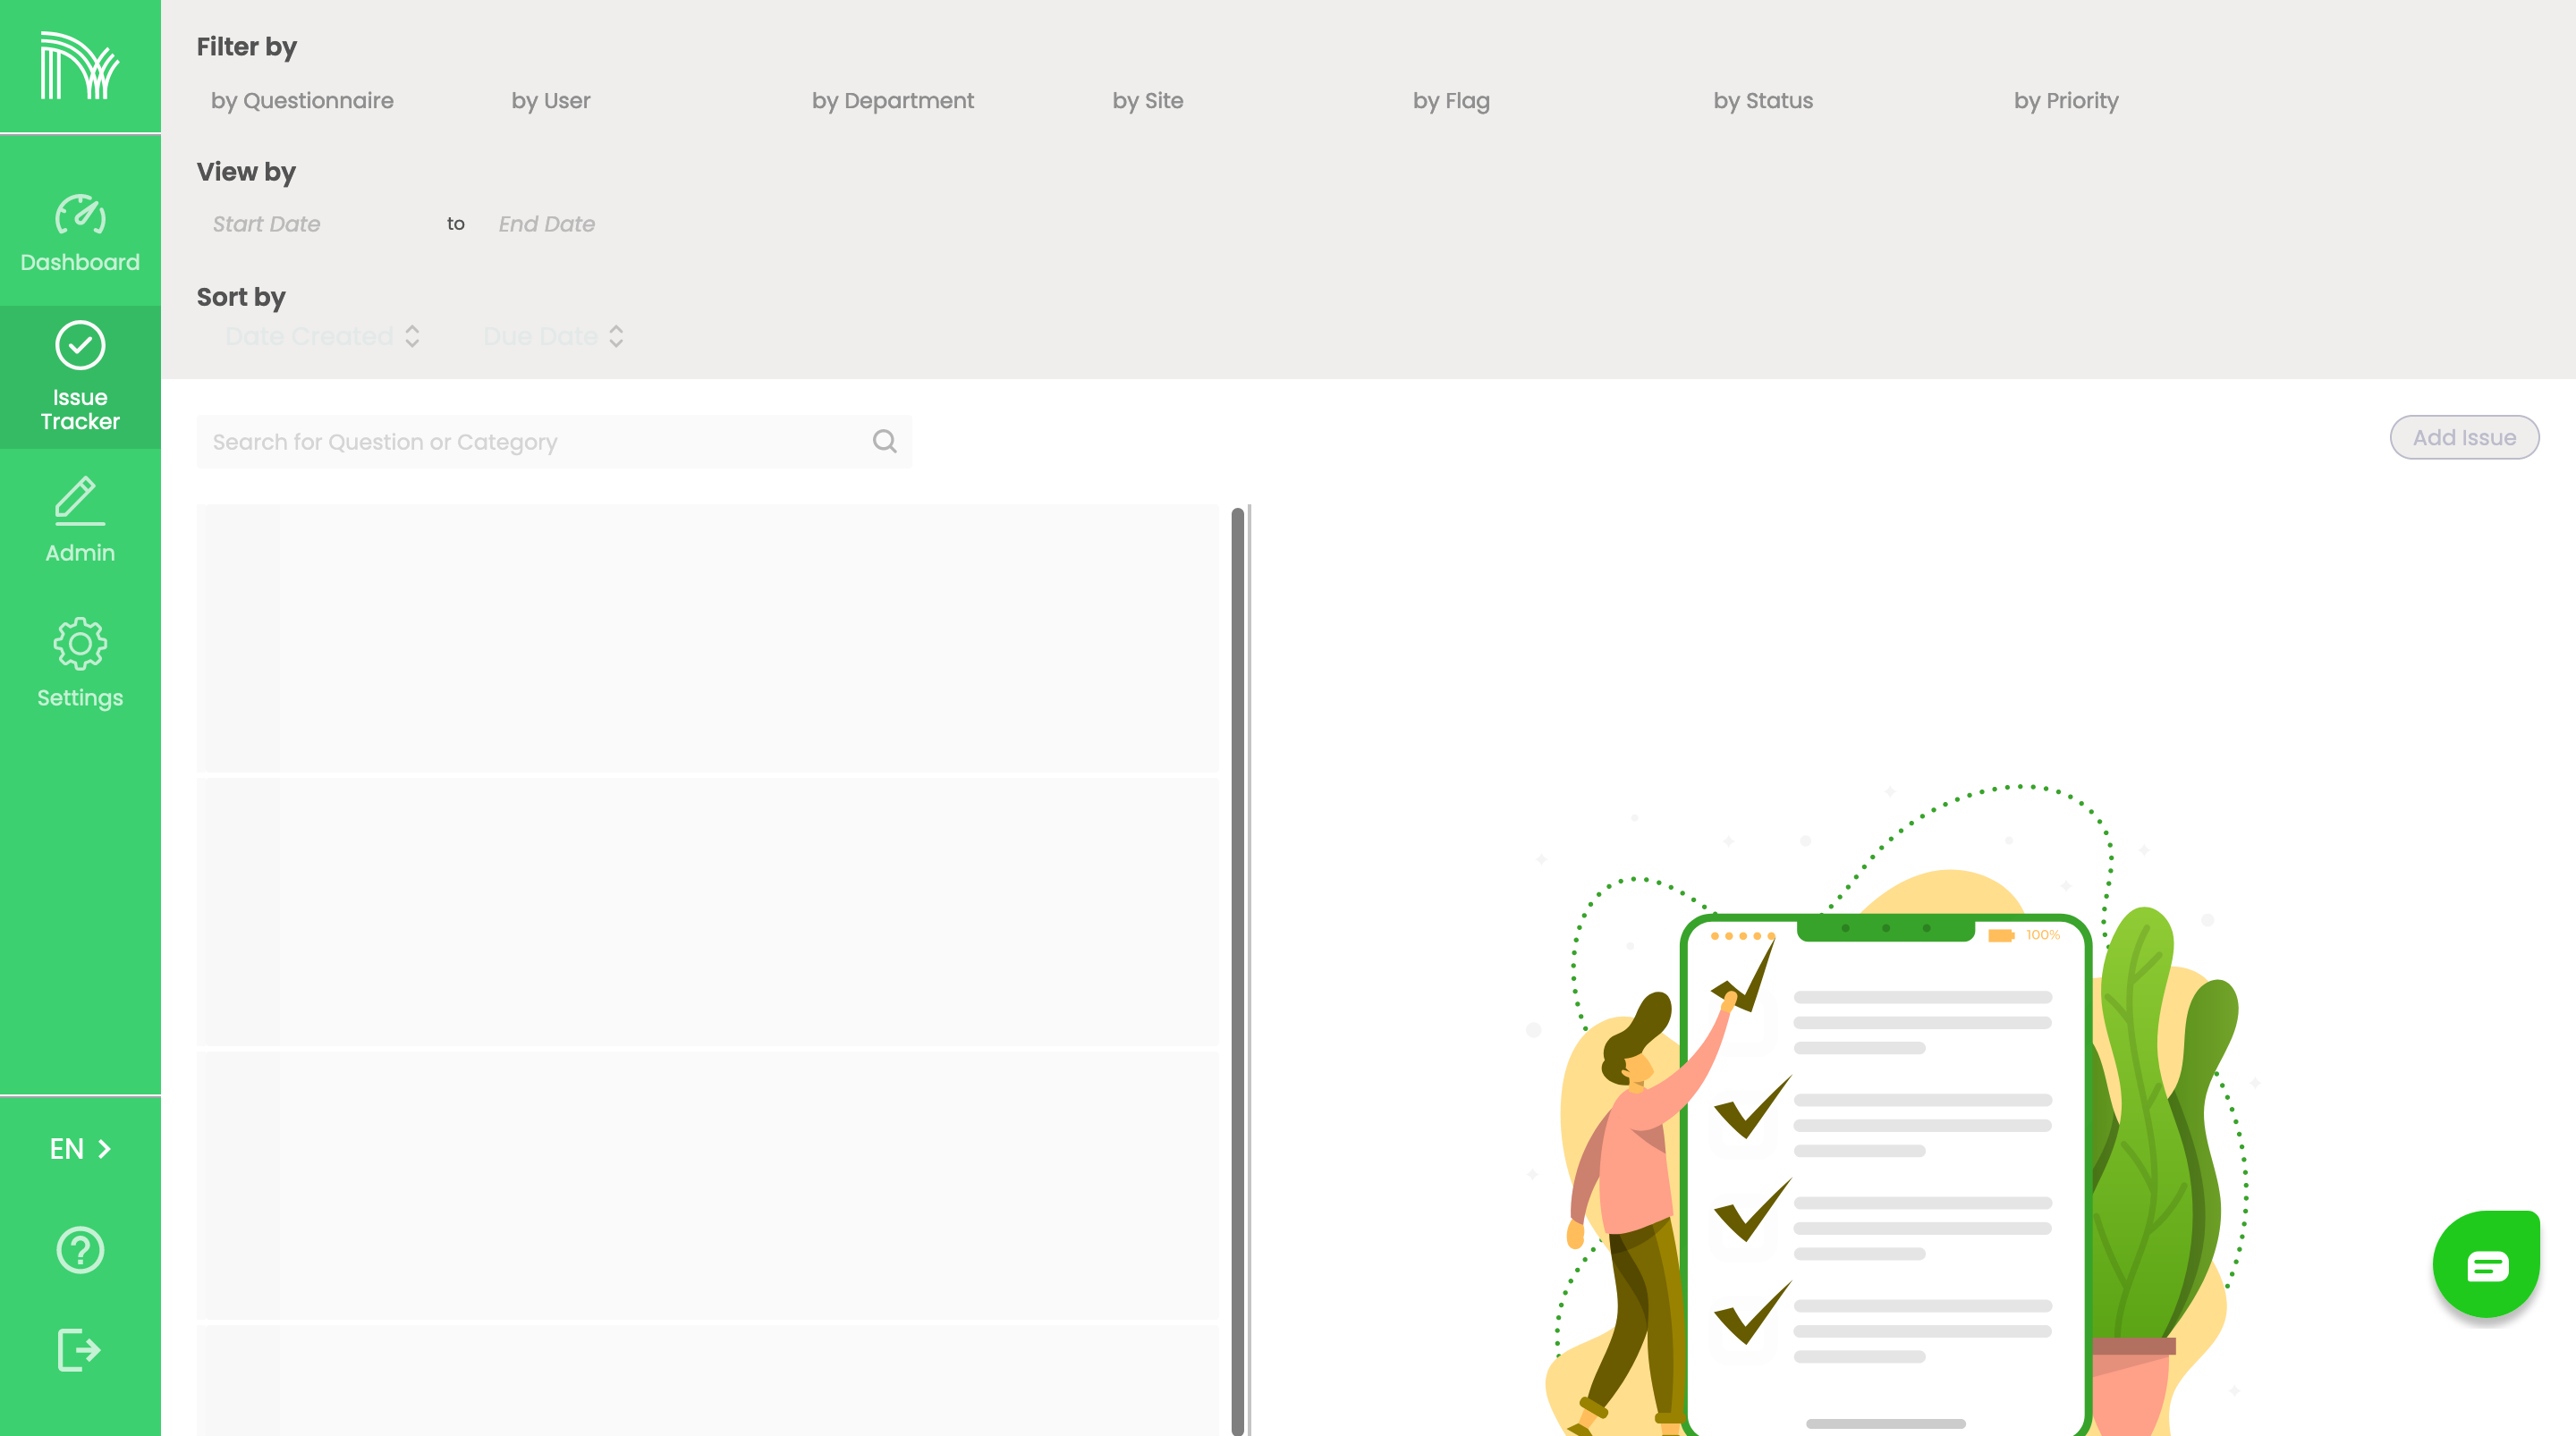 Filter by
by Questionnaire
by User
by Department
by Site
by Flag
by Status
by Priority
View by
Start Date
to
End Date
Sort by
Date Created
Due Date
Dashboard
Issue
Tracker
Admin
Settings
EN
Search for Question or Category
Add Issue
100%